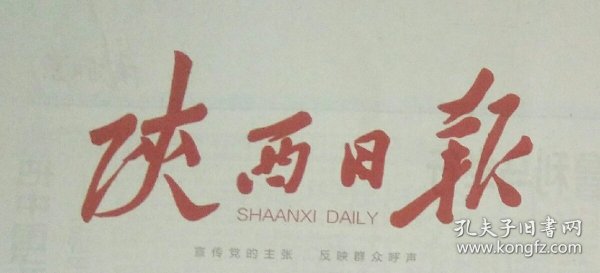 陝西日报
SHAANXI DAILY
宣传党的主张 反映群众呼声
孔夫子旧书网
www.kongfz.com